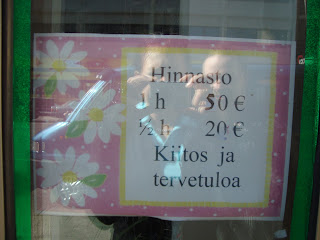 Hinnasto
1 h 50 €
½ h 20 €
Kiitos ja
tervetuloa